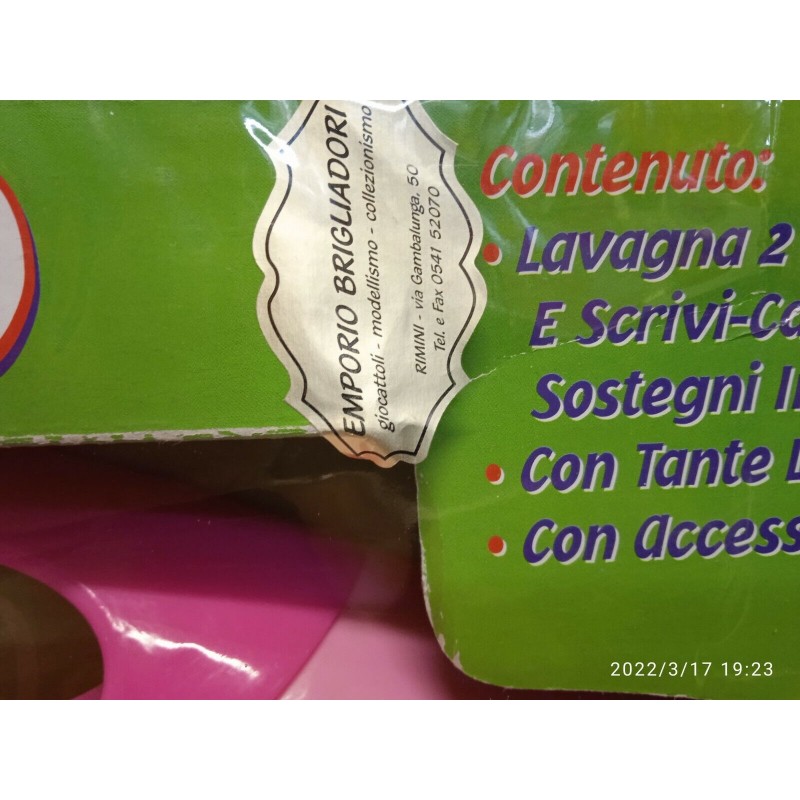 EMPORIO BRIGLIADORI
giocattoli - modellismo - collezionismo
RIMINI - via Gambalunga, 50
Tel. e Fax 0541 52070
Contenuto:
• Lavagna 2
E Scrivi-Ca
Sostegni I
• Con Tante
• Con access
2022/3/17 19:23